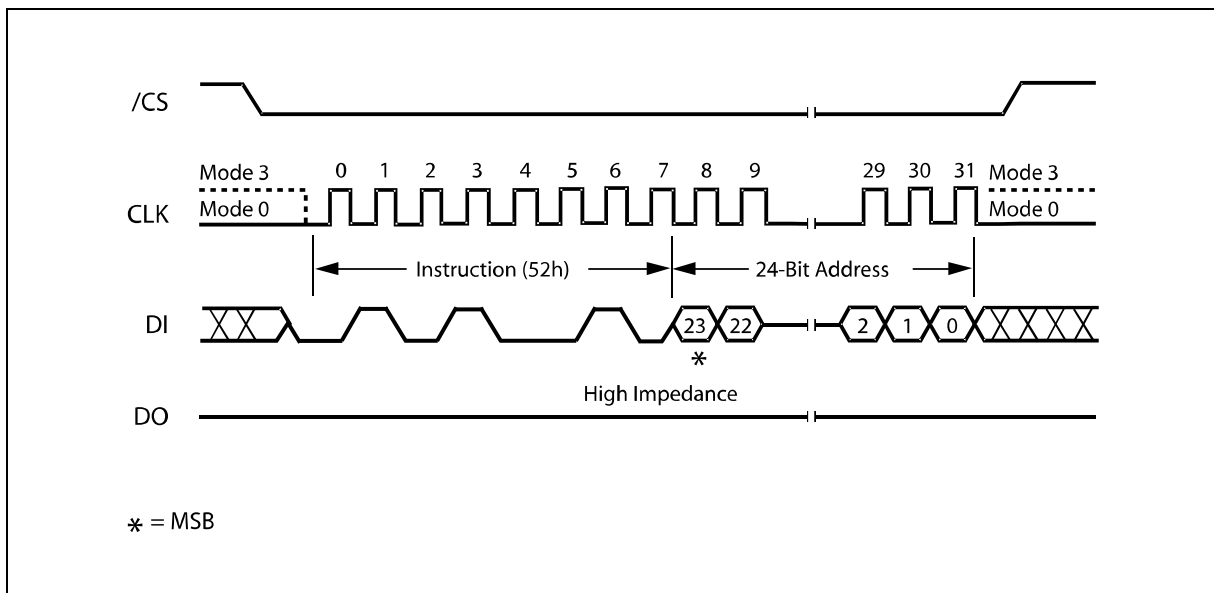 /CS
Mode 3 0 1 2 3 4 5 6 7 8 9 29 30 31 Mode 3
CLK Mode 0 Mode 0
Instruction (52h) 24-Bit Address
DI 23 22 2 1 0
*
High Impedance
DO
* = MSB